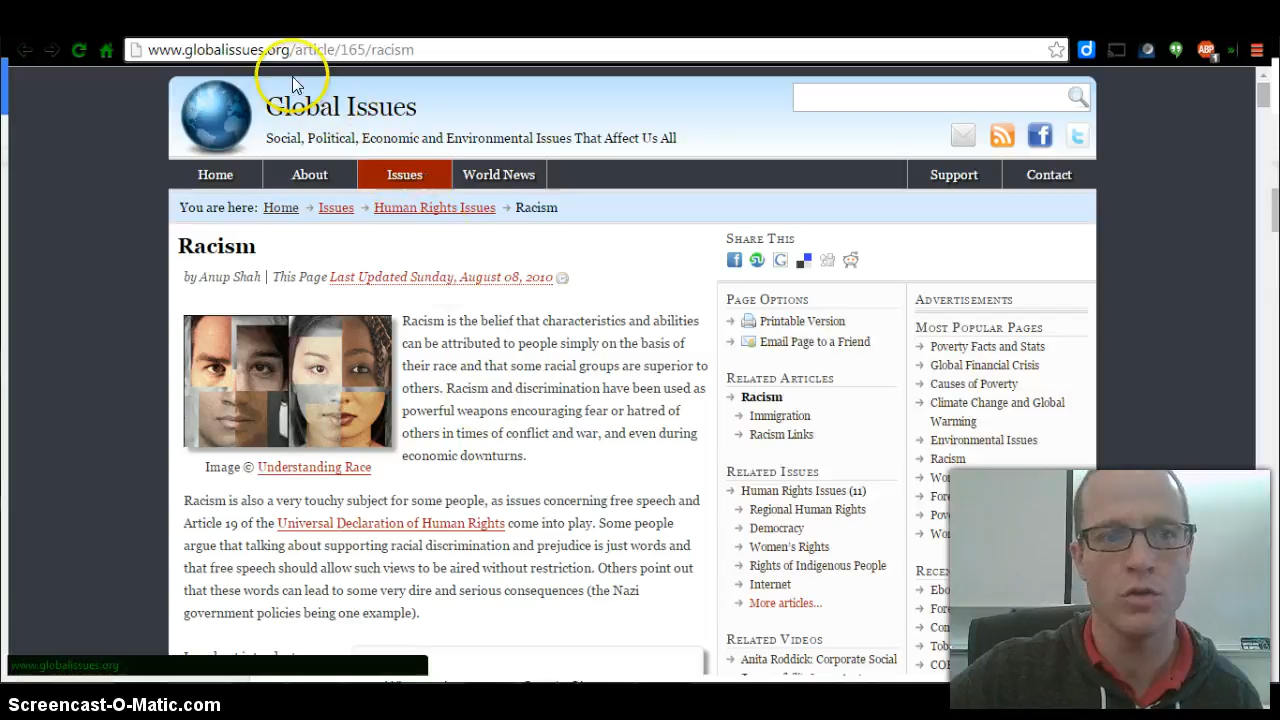 www.globalissues.org/article/165/racism
ABP
1
»
Global Issues
Social, Political, Economic and Environmental Issues That Affect Us All
Home
About
Issues
World News
Support
Contact
You are here: Home → Issues → Human Rights Issues → Racism
Racism
by Anup Shah | This Page Last Updated Sunday, August 08, 2010
Racism is the belief that characteristics and abilities
can be attributed to people simply on the basis of
their race and that some racial groups are superior to
others. Racism and discrimination have been used as
powerful weapons encouraging fear or hatred of
others in times of conflict and war, and even during
economic downturns.
Image © Understanding Race
Racism is also a very touchy subject for some people, as issues concerning free speech and
Article 19 of the Universal Declaration of Human Rights come into play. Some people
argue that talking about supporting racial discrimination and prejudice is just words and
that free speech should allow such views to be aired without restriction. Others point out
that these words can lead to some very dire and serious consequences (the Nazi
government policies being one example).
Share This
Page Options
Printable Version
Email Page to a Friend
Related Articles
Racism
Immigration
Racism Links
Related Issues
Human Rights Issues (11)
Regional Human Rights
Democracy
Women's Rights
Rights of Indigenous People
Internet
More articles...
Related Videos
Anita Roddick: Corporate Social
Advertisements
Most Popular Pages
Poverty Facts and Stats
Global Financial Crisis
Causes of Poverty
Climate Change and Global
Warming
Environmental Issues
Racism
www.globalissues.org
Screencast-O-Matic.com